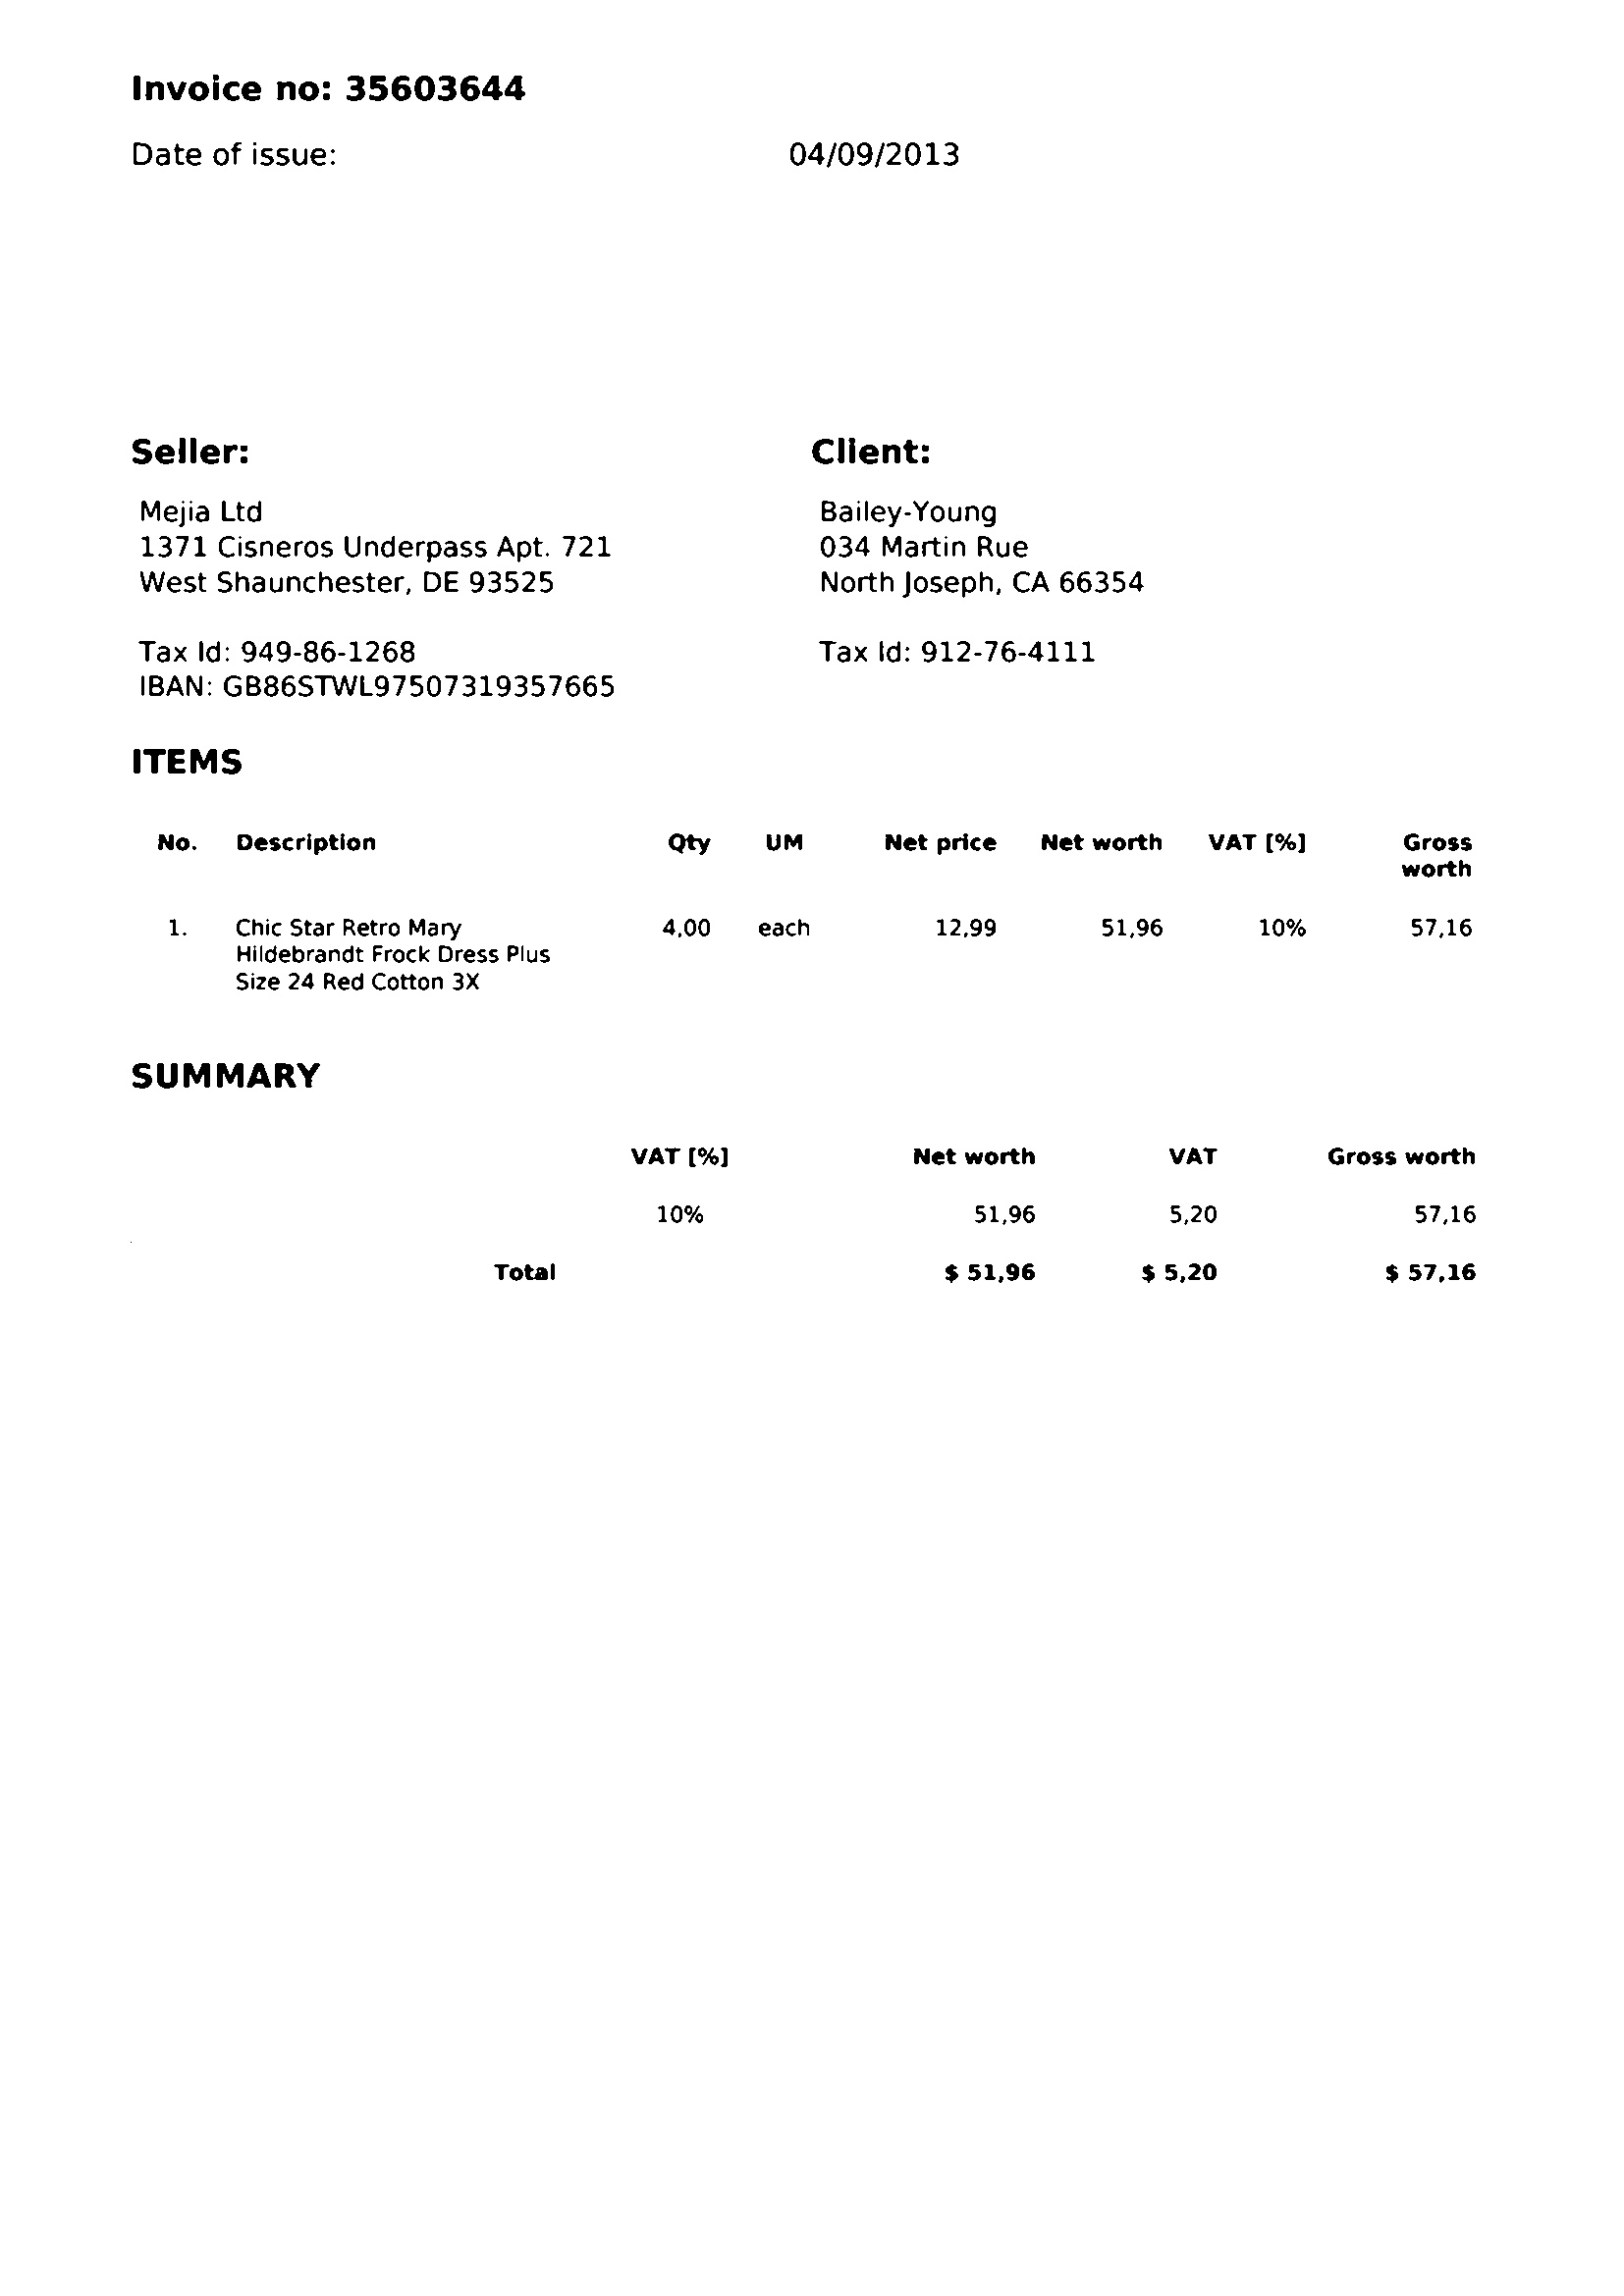 Invoice no: 35603644
Date of issue: 04/09/2013
Seller:
Mejia Ltd
1371 Cisneros Underpass Apt. 721
West Shaunchester, DE 93525
Tax Id: 949-86-1268
IBAN: GB86STWL97507319357665
Client:
Bailey-Young
034 Martin Rue
North Joseph, CA 66354
Tax Id: 912-76-4111
ITEMS
No. Description Qty UM Net price Net worth VAT [%] Gross
worth
1. Chic Star Retro Mary 4,00 each 12,99 51,96 10% 57,16
Hildebrandt Frock Dress Plus
Size 24 Red Cotton 3X
SUMMARY
VAT [%] Net worth VAT Gross worth
10% 51,96 5,20 57,16
Total $ 51,96 $ 5,20 $ 57,16